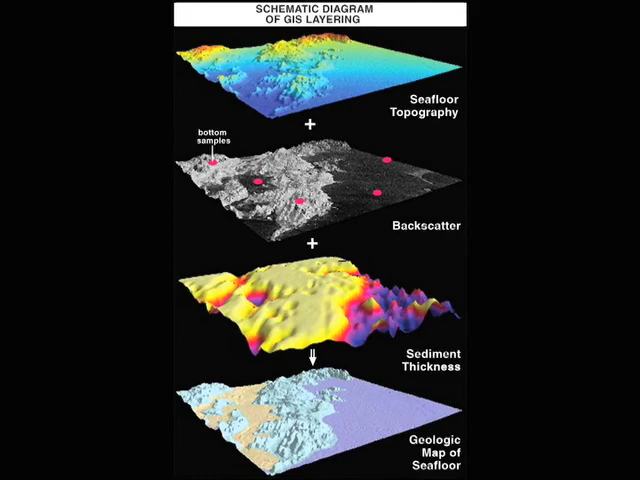 SCHEMATIC DIAGRAM
OF GIS LAYERING
Seafloor
Topography
+
bottom
samples
Backscatter
+
Sediment
Thickness
Geologic
Map of
Seafloor